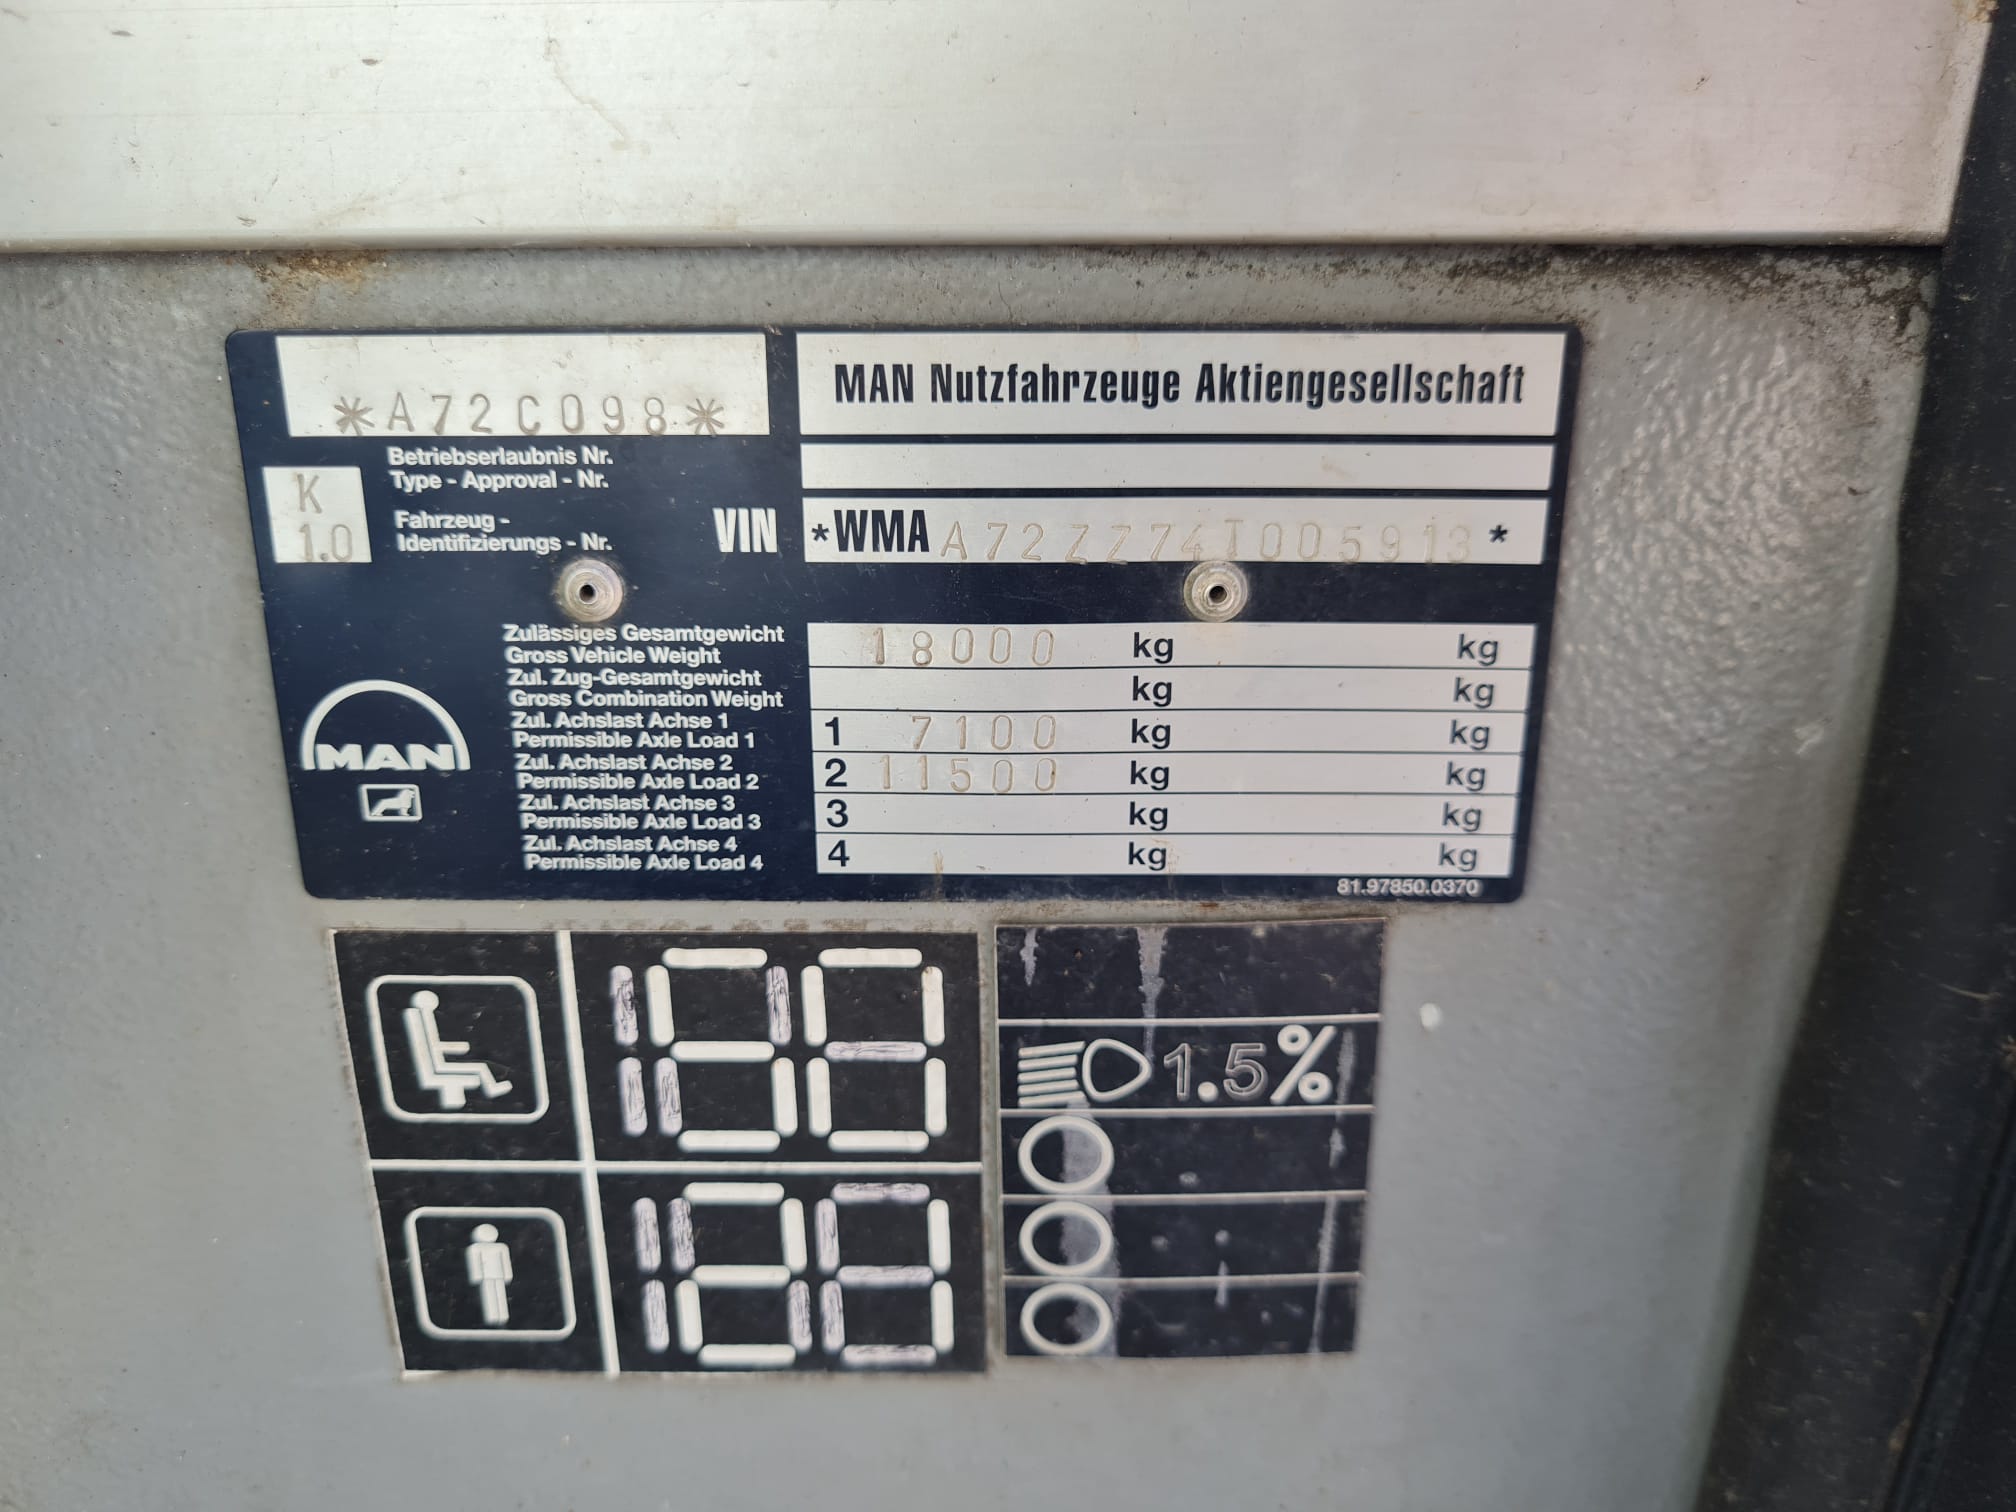 *A72C098*
Betriebserlaubnis Nr.
Type - Approval - Nr.
K
1.0
Fahrzeug -
Identifizierungs - Nr.
VIN
MAN Nutzfahrzeuge Aktiengesellschaft
*WMA A72ZZ74T005913*
Zulässiges Gesamtgewicht
Gross Vehicle Weight
18000 kg kg
Zul. Zug-Gesamtgewicht
Gross Combination Weight
kg kg
Zul. Achslast Achse 1
Permissible Axle Load 1
1 7100 kg kg
Zul. Achslast Achse 2
Permissible Axle Load 2
2 11500 kg kg
Zul. Achslast Achse 3
Permissible Axle Load 3
3 kg kg
Zul. Achslast Achse 4
Permissible Axle Load 4
4 kg kg
MAN
81.97850.0370
50
21
1.5%